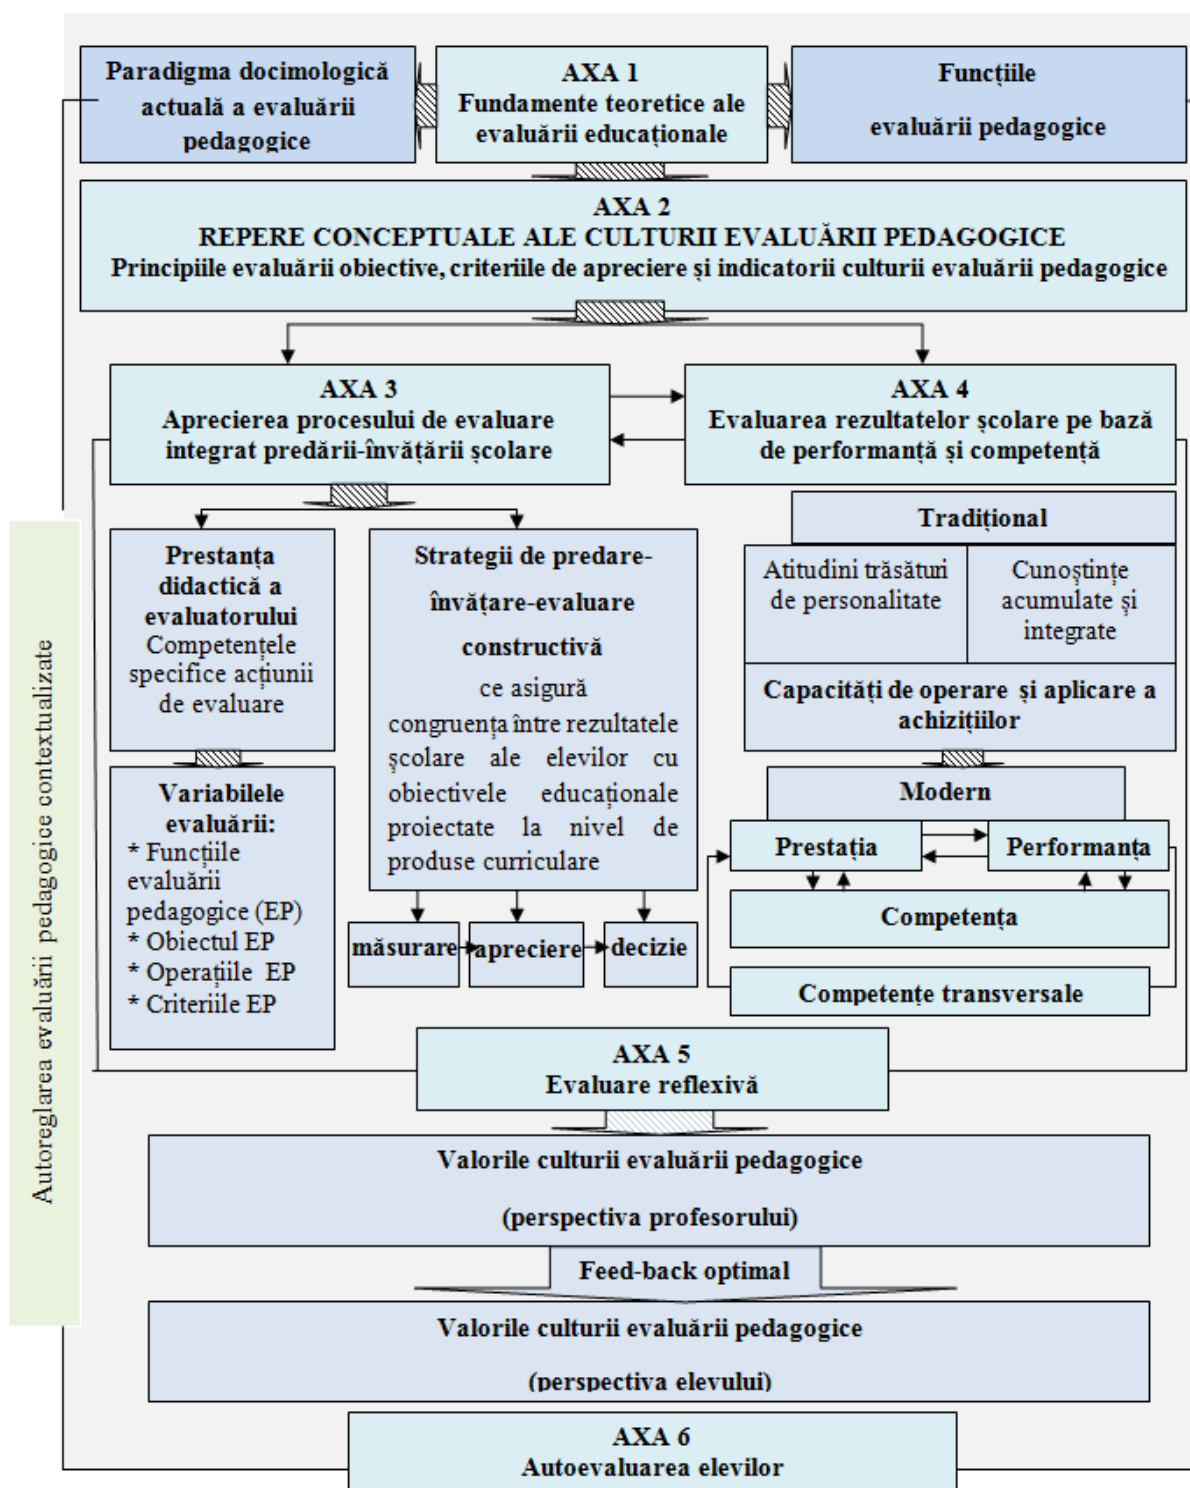 Paradigma docimologică
actuală a evaluării
pedagogice
AXA 1
Fundamente teoretice ale
evaluării educaționale
Funcțiile
evaluării pedagogice
AXA 2
REPERE CONCEPTUALE ALE CULTURII EVALUĂRII PEDAGOGICE
Principiile evaluării obiective, criteriile de apreciere și indicatorii culturii evaluării pedagogice
AXA 3
Aprecierea procesului de evaluare
integrat predării-învățării școlare
AXA 4
Evaluarea rezultatelor școlare pe bază
de performanță și competență
Prestanța
didactică a
evaluatorului
Competențele
specifice acțiunii
de evaluare
Variabilele
evaluării:
* Funcțiile
evaluării
pedagogice (EP)
* Obiectul EP
* Operațiile EP
* Criteriile EP
Strategii de predare-
învățare-evaluare
constructivă
ce asigură
congruența între rezultatele
școlare ale elevilor cu
obiectivele educaționale
proiectate la nivel de
produse curriculare
măsurare
apreciere
decizie
Tradițional
Atitudini trăsături
de personalitate
Cunoștințe
acumulate și
integrate
Capacități de operare și aplicare a
achizițiilor
Modern
Prestația
Performanța
Competența
Competențe transversale
AXA 5
Evaluare reflexivă
Valorile culturii evaluării pedagogice
(perspectiva profesorului)
Feed-back optimal
Valorile culturii evaluării pedagogice
(perspectiva elevului)
AXA 6
Autoevaluarea elevilor
Autoreglarea evaluării pedagogice contextualizate